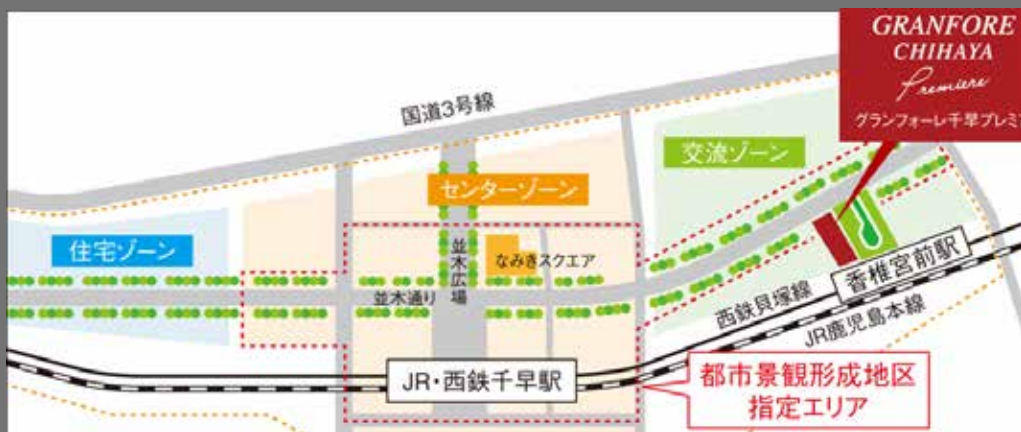 GRANFORE
CHIHAYA
Premiere
グランフォーレ千早プレミア
国道3号線
交流ゾーン
センターゾーン
住宅ゾーン
並木広場
なみきスクエア
並木通り
香椎宮前駅
西鉄貝塚線
JR鹿児島本線
JR・西鉄千早駅
都市景観形成地区
指定エリア